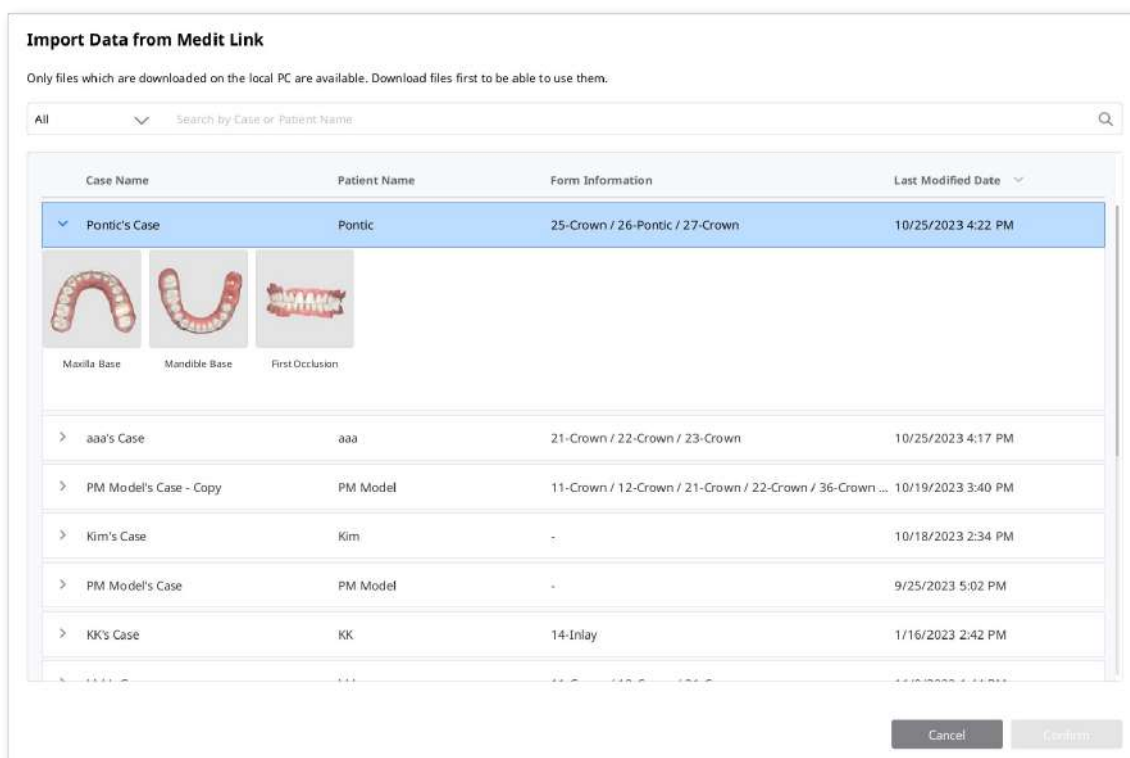 Import Data from Medit Link
Only files which are downloaded on the local PC are available. Download files first to be able to use them.
All Search by Case or Patient Name
Case Name Patient Name Form Information Last Modified Date
Pontic's Case Pontic 25-Crown / 26-Pontic / 27-Crown 10/25/2023 4:22 PM
Maxilla Base Mandible Base First Occlusion
aaa's Case aaa 21-Crown / 22-Crown / 23-Crown 10/25/2023 4:17 PM
PM Model's Case - Copy PM Model 11-Crown / 12-Crown / 21-Crown / 22-Crown / 36-Crown ... 10/19/2023 3:40 PM
Kim's Case Kim - 10/18/2023 2:34 PM
PM Model's Case PM Model - 9/25/2023 5:02 PM
KK's Case KK 14-Inlay 1/16/2023 2:42 PM
Cancel Confirm